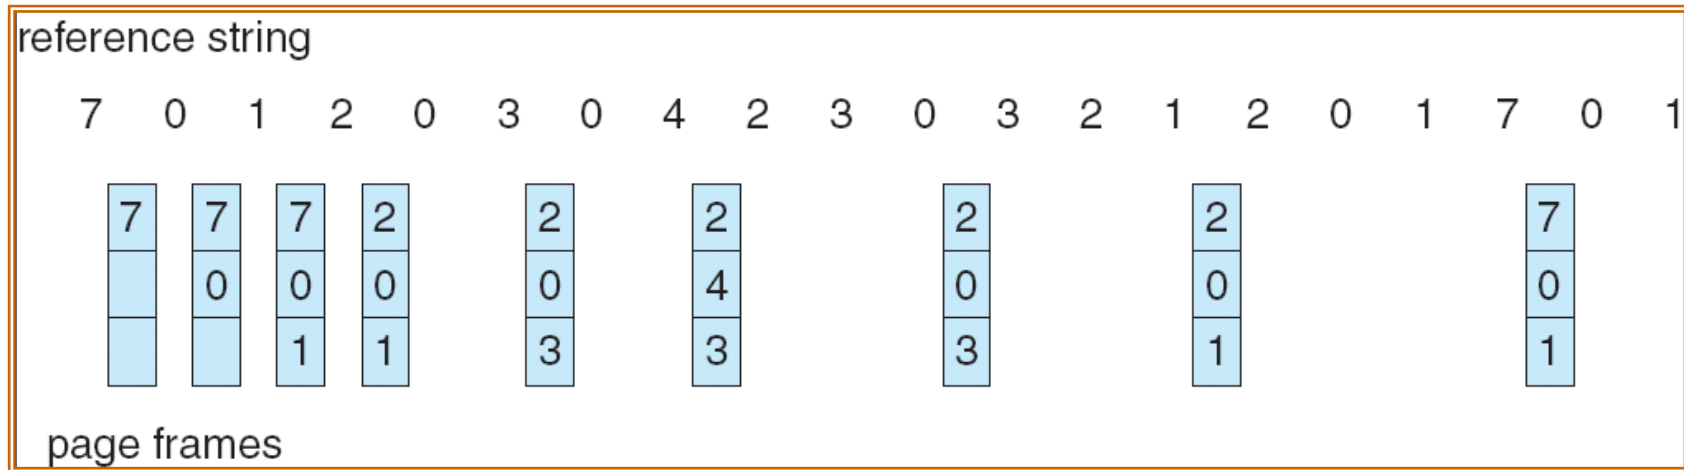 reference string
7 0 1 2 0 3 0 4 2 3 0 3 2 1 2 0 1 7 0 1
7 7 7 2 2 2 2 2 7
0 0 0 0 4 0 0 0
1 1 3 3 3 1 1
page frames